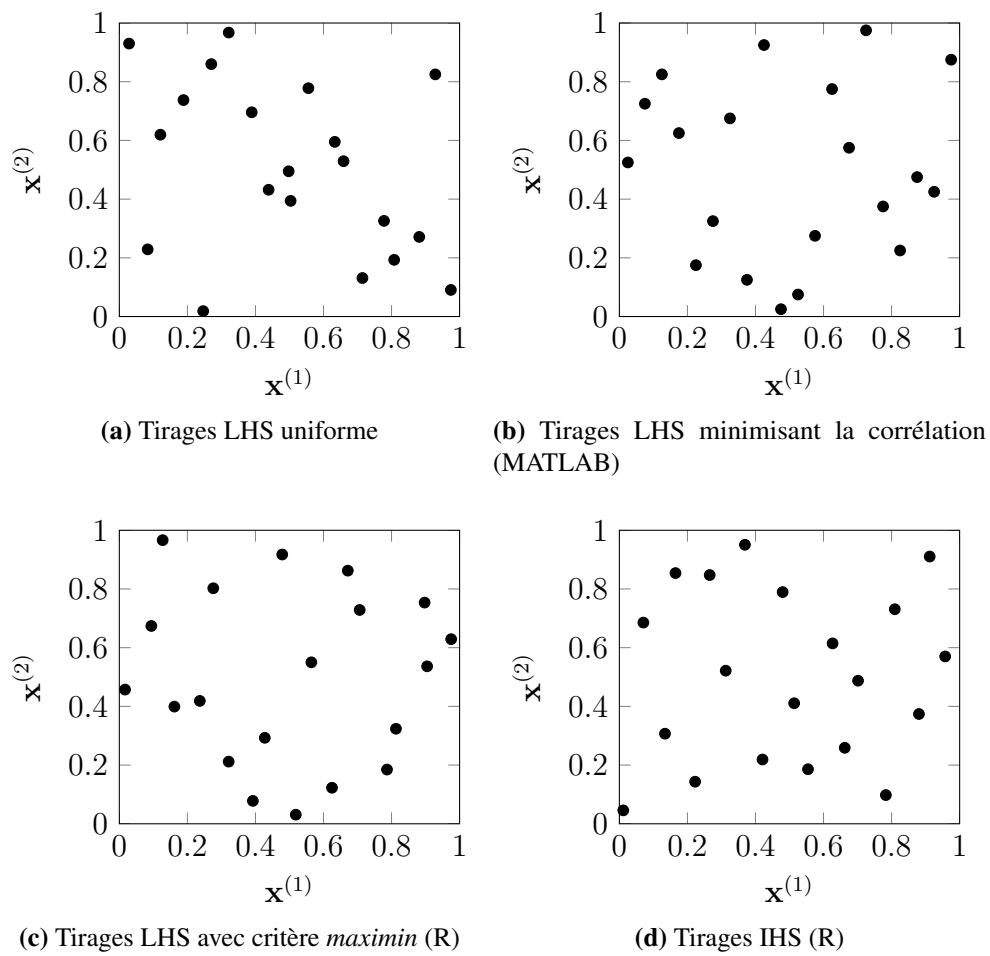 1
0.8
0.6
0.4
0.2
0
0 0.2 0.4 0.6 0.8 1
x^(2)
x^(1)
(a) Tirages LHS uniforme
1
0.8
0.6
0.4
0.2
0
0 0.2 0.4 0.6 0.8 1
x^(2)
x^(1)
(b) Tirages LHS minimisant la corrélation
(MATLAB)
1
0.8
0.6
0.4
0.2
0
0 0.2 0.4 0.6 0.8 1
x^(2)
x^(1)
(c) Tirages LHS avec critère maximin (R)
1
0.8
0.6
0.4
0.2
0
0 0.2 0.4 0.6 0.8 1
x^(2)
x^(1)
(d) Tirages IHS (R)